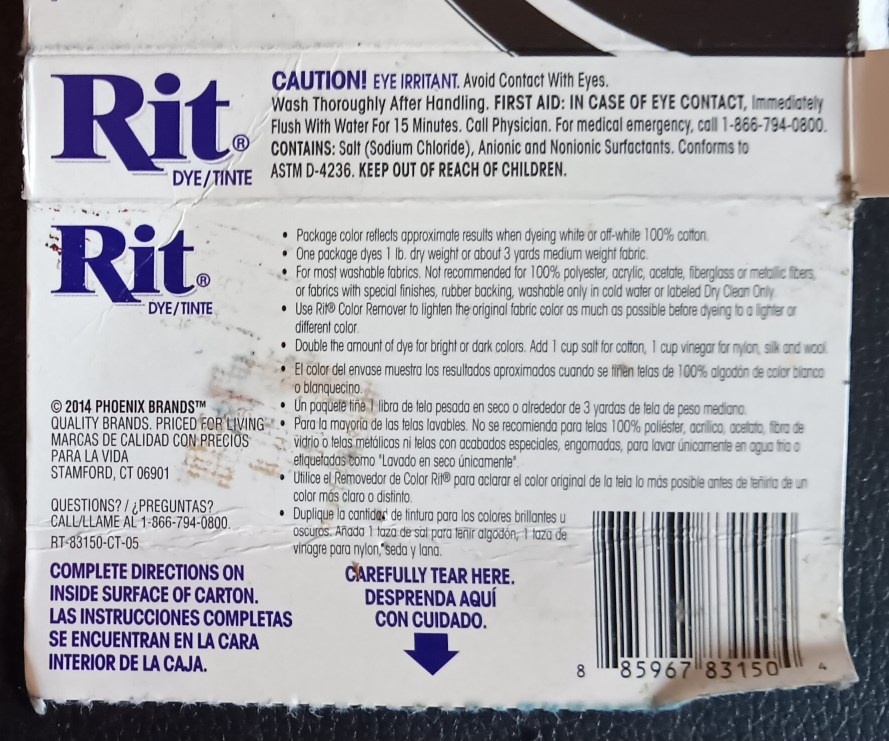 Rit®
DYE/TINTE
CAUTION! EYE IRRITANT. Avoid Contact With Eyes.
Wash Thoroughly After Handling. FIRST AID: IN CASE OF EYE CONTACT, Immediately
Flush With Water For 15 Minutes. Call Physician. For medical emergency, call 1-866-794-0800.
CONTAINS: Salt (Sodium Chloride), Anionic and Nonionic Surfactants. Conforms to
ASTM D-4236. KEEP OUT OF REACH OF CHILDREN.
Rit®
DYE/TINTE
• Package color reflects approximate results when dyeing white or off-white 100% cotton.
• One package dyes 1 lb. dry weight or about 3 yards medium weight fabric.
• For most washable fabrics. Not recommended for 100% polyester, acrylic, acetate, fiberglass or metallic fibers,
or fabrics with special finishes, rubber backing, washable only in cold water or labeled Dry Clean Only.
• Use Rit® Color Remover to lighten the original fabric color as much as possible before dyeing to a lighter or
different color.
• Double the amount of dye for bright or dark colors. Add 1 cup salt for cotton, 1 cup vinegar for nylon, silk and wool.
• El color del envase muestra los resultados aproximados cuando se tiñen telas de 100% algodón de color blanco
o blanquecino.
• Un paquete tiñe 1 libra de tela pesada en seco o alrededor de 3 yardas de tela de peso mediano.
• Para la mayoría de las telas lavables. No se recomienda para telas 100% poliéster, acrílico, acetato, fibra de
vidrio o telas metálicas ni telas con acabados especiales, engomadas, para lavar únicamente en agua fría o
etiquetadas como "Lavado en seco únicamente".
• Utilice el Removedor de Color Rit® para aclarar el color original de la tela lo más posible antes de teñirla de un
color más claro o distinto.
• Duplique la cantidad de tintura para los colores brillantes u
oscuros. Añada 1 taza de sal para teñir algodón, 1 taza de
vinagre para nylon, seda y lana.
© 2014 PHOENIX BRANDS™
QUALITY BRANDS. PRICED FOR LIVING
MARCAS DE CALIDAD CON PRECIOS
PARA LA VIDA
STAMFORD, CT 06901
QUESTIONS? / ¿PREGUNTAS?
CALL/LLAME AL 1-866-794-0800.
RT-83150-CT-05
COMPLETE DIRECTIONS ON
INSIDE SURFACE OF CARTON.
LAS INSTRUCCIONES COMPLETAS
SE ENCUENTRAN EN LA CARA
INTERIOR DE LA CAJA.
CAREFULLY TEAR HERE.
DESPRENDA AQUÍ
CON CUIDADO.
8 85967 83150 4